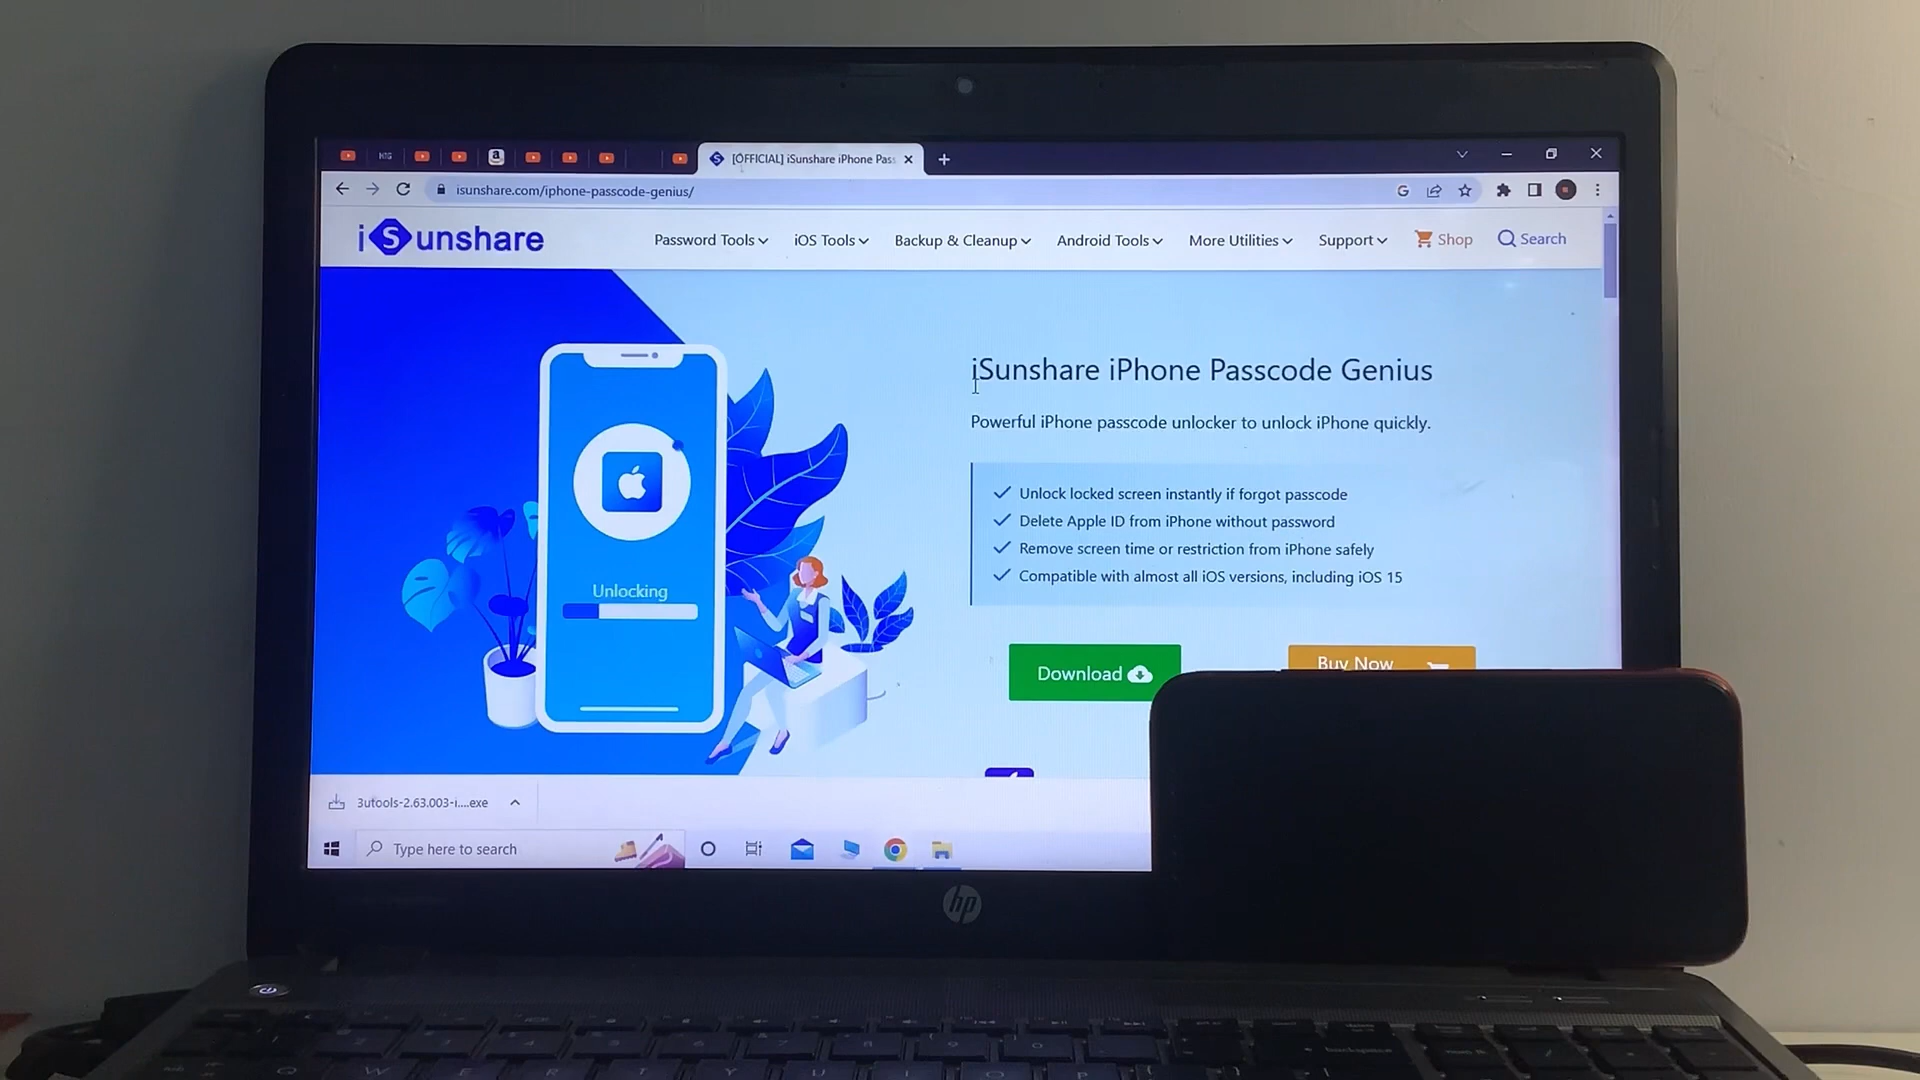 [OFFICIAL] iSunshare iPhone Pass
isunshare.com/iphone-passcode-genius/
iSunshare
Password Tools
iOS Tools
Backup & Cleanup
Android Tools
More Utilities
Support
Shop
Search
iSunshare iPhone Passcode Genius
Powerful iPhone passcode unlocker to unlock iPhone quickly.
Unlock locked screen instantly if forgot passcode
Delete Apple ID from iPhone without password
Remove screen time or restriction from iPhone safely
Compatible with almost all iOS versions, including iOS 15
Unlocking
Download
Buy Now
3utools-2.63.003-i....exe
Type here to search
hp
backspace